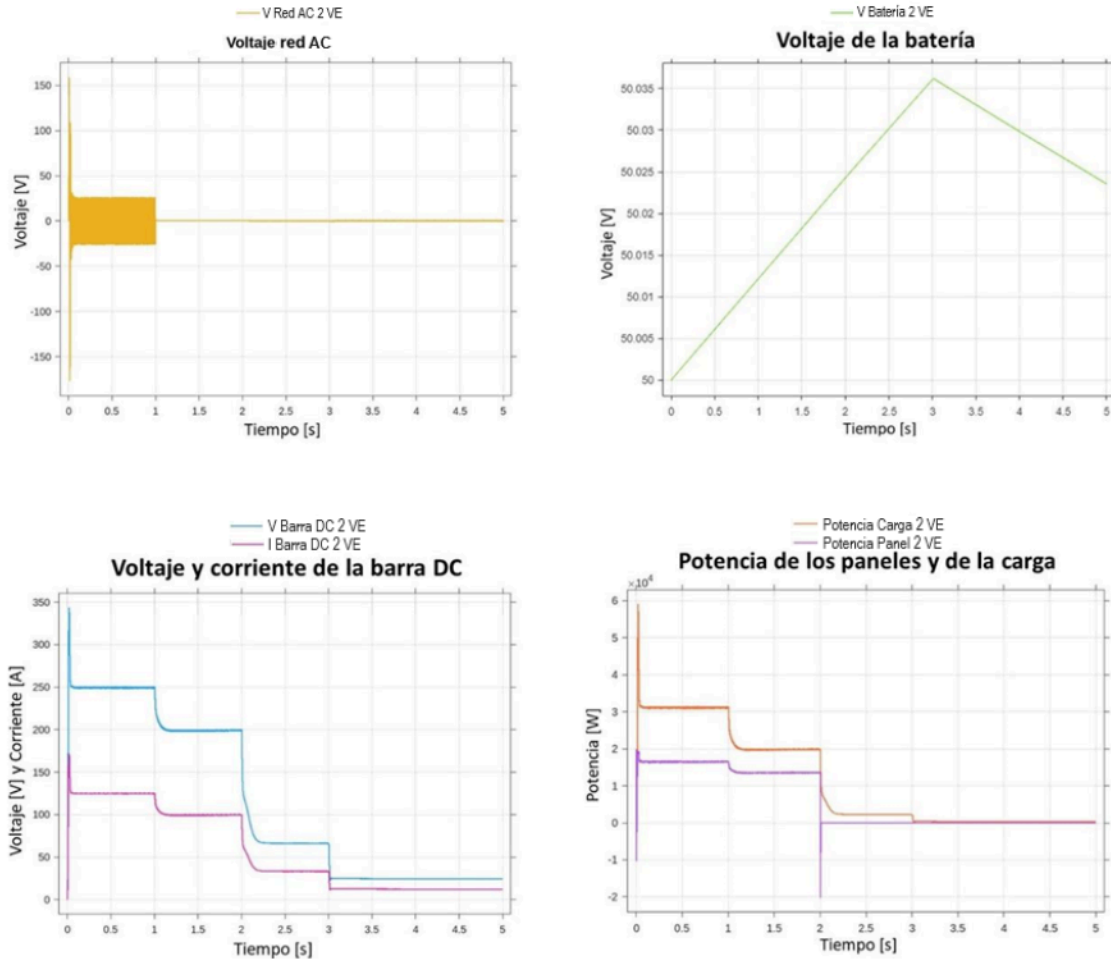 V Red AC 2 VE
Voltaje red AC
150
100
50
0
-50
-100
-150
Voltaje [V]
0 0.5 1 1.5 2 2.5 3 3.5 4 4.5 5
Tiempo [s]
V Batería 2 VE
Voltaje de la batería
50.035
50.03
50.025
50.02
50.015
50.01
50.005
50
Voltaje [V]
0 0.5 1 1.5 2 2.5 3 3.5 4 4.5 5
Tiempo [s]
V Barra DC 2 VE
I Barra DC 2 VE
Voltaje y corriente de la barra DC
350
300
250
200
150
100
50
0
Voltaje [V] y Corriente [A]
0 0.5 1 1.5 2 2.5 3 3.5 4 4.5 5
Tiempo [s]
Potencia Carga 2 VE
Potencia Panel 2 VE
Potencia de los paneles y de la carga
×10⁴
6
5
4
3
2
1
0
-1
-2
Potencia [W]
0 0.5 1 1.5 2 2.5 3 3.5 4 4.5 5
Tiempo [s]